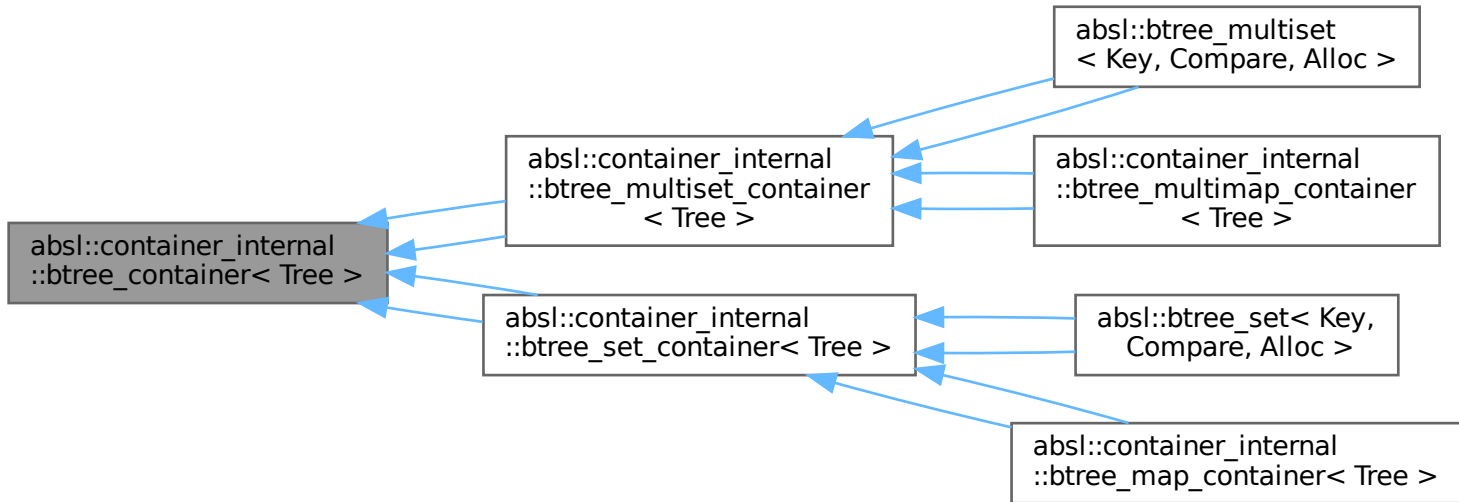 absl::btree_multiset
< Key, Compare, Alloc >
absl::container_internal
::btree_multiset_container
< Tree >
absl::container_internal
::btree_multimap_container
< Tree >
absl::container_internal
::btree_container< Tree >
absl::container_internal
::btree_set_container< Tree >
absl::btree_set< Key,
Compare, Alloc >
absl::container_internal
::btree_map_container< Tree >